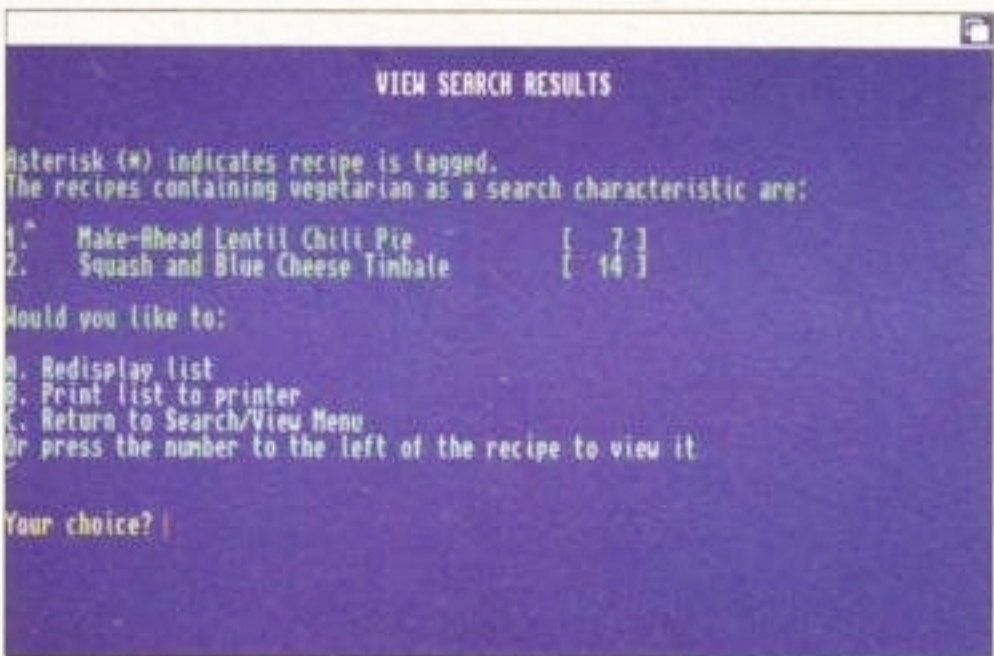 VIEW SEARCH RESULTS
Asterisk (*) indicates recipe is tagged.
The recipes containing vegetarian as a search characteristic are:
1. Make-Ahead Lentil Chili Pie [ 7 ]
2. Squash and Blue Cheese Timbale [ 14 ]
Would you like to:
A. Redisplay list
B. Print list to printer
C. Return to Search/View Menu
Or press the number to the left of the recipe to view it
Your choice?